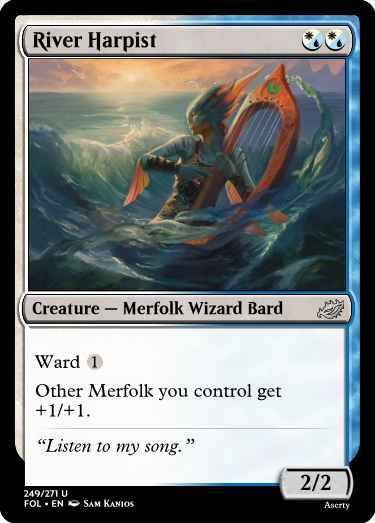 River Harpist
Creature — Merfolk Wizard Bard
Ward 1
Other Merfolk you control get
+1/+1.
“Listen to my song.”
2/2
249/271 U
FOL • EN Sam Kanios
Aserty